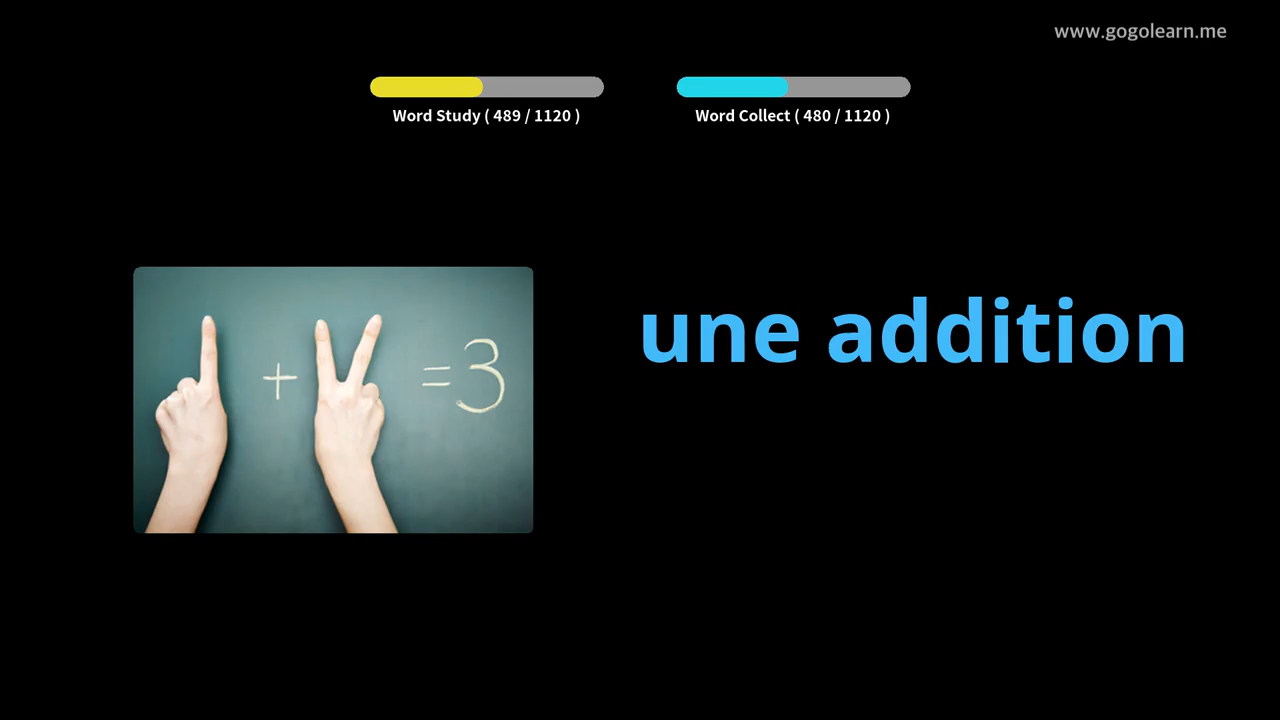 www.gogolearn.me
Word Study ( 489 / 1120 )
Word Collect ( 480 / 1120 )
une addition
+ = 3